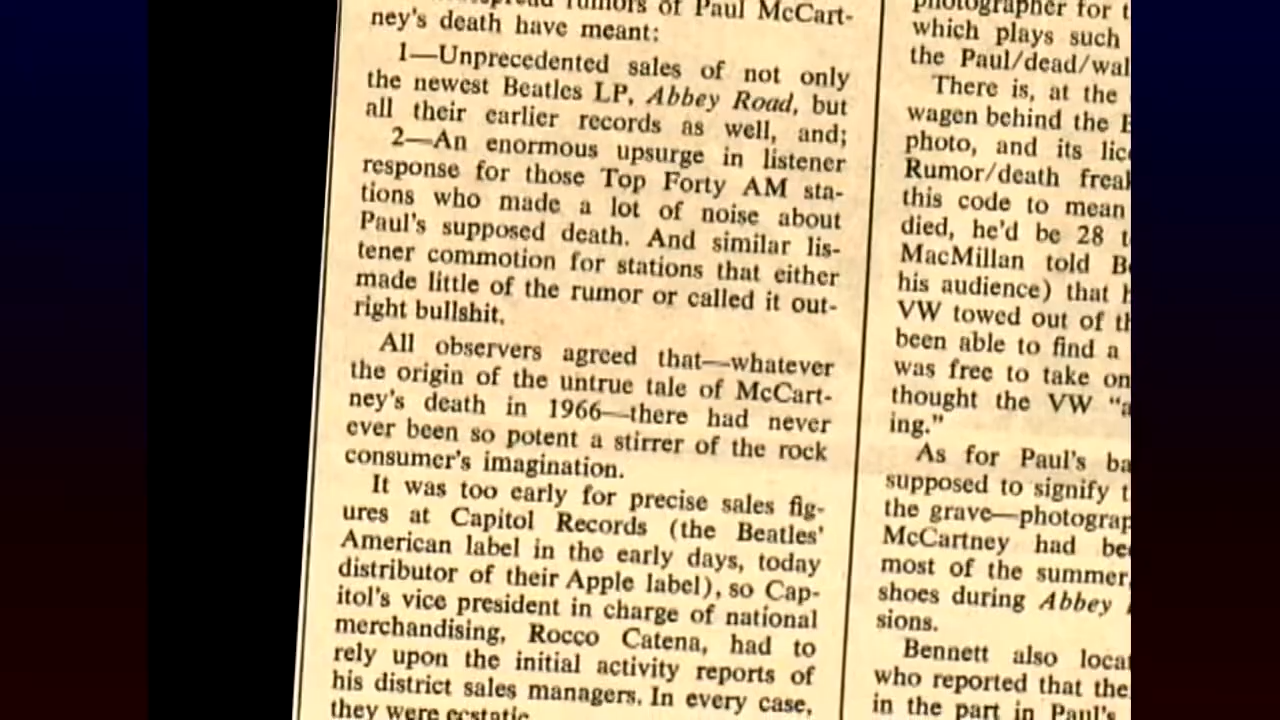 rumors of Paul McCart-
ney's death have meant:
1—Unprecedented sales of not only
the newest Beatles LP, Abbey Road, but
all their earlier records as well, and;
2—An enormous upsurge in listener
response for those Top Forty AM sta-
tions who made a lot of noise about
Paul's supposed death. And similar lis-
tener commotion for stations that either
made little of the rumor or called it out-
right bullshit.
All observers agreed that—whatever
the origin of the untrue tale of McCart-
ney's death in 1966—there had never
ever been so potent a stirrer of the rock
consumer's imagination.
It was too early for precise sales fig-
ures at Capitol Records (the Beatles'
American label in the early days, today
distributor of their Apple label), so Cap-
itol's vice president in charge of national
merchandising, Rocco Catena, had to
rely upon the initial activity reports of
his district sales managers. In every case,
they were ecstatic.
photographer for
which plays such
the Paul/dead/wal
There is, at the
wagen behind the
photo, and its
Rumor/death
this code to mean
died, he'd be 28
MacMillan told
his audience) that
VW towed out of
been able to find a
was free to take on
thought the VW
ing."
As for Paul's ba
supposed to signify
the grave—photograp
McCartney had be
most of the summer,
shoes during Abbey
sions.
Bennett also loca
who reported that the
in the part in Paul's